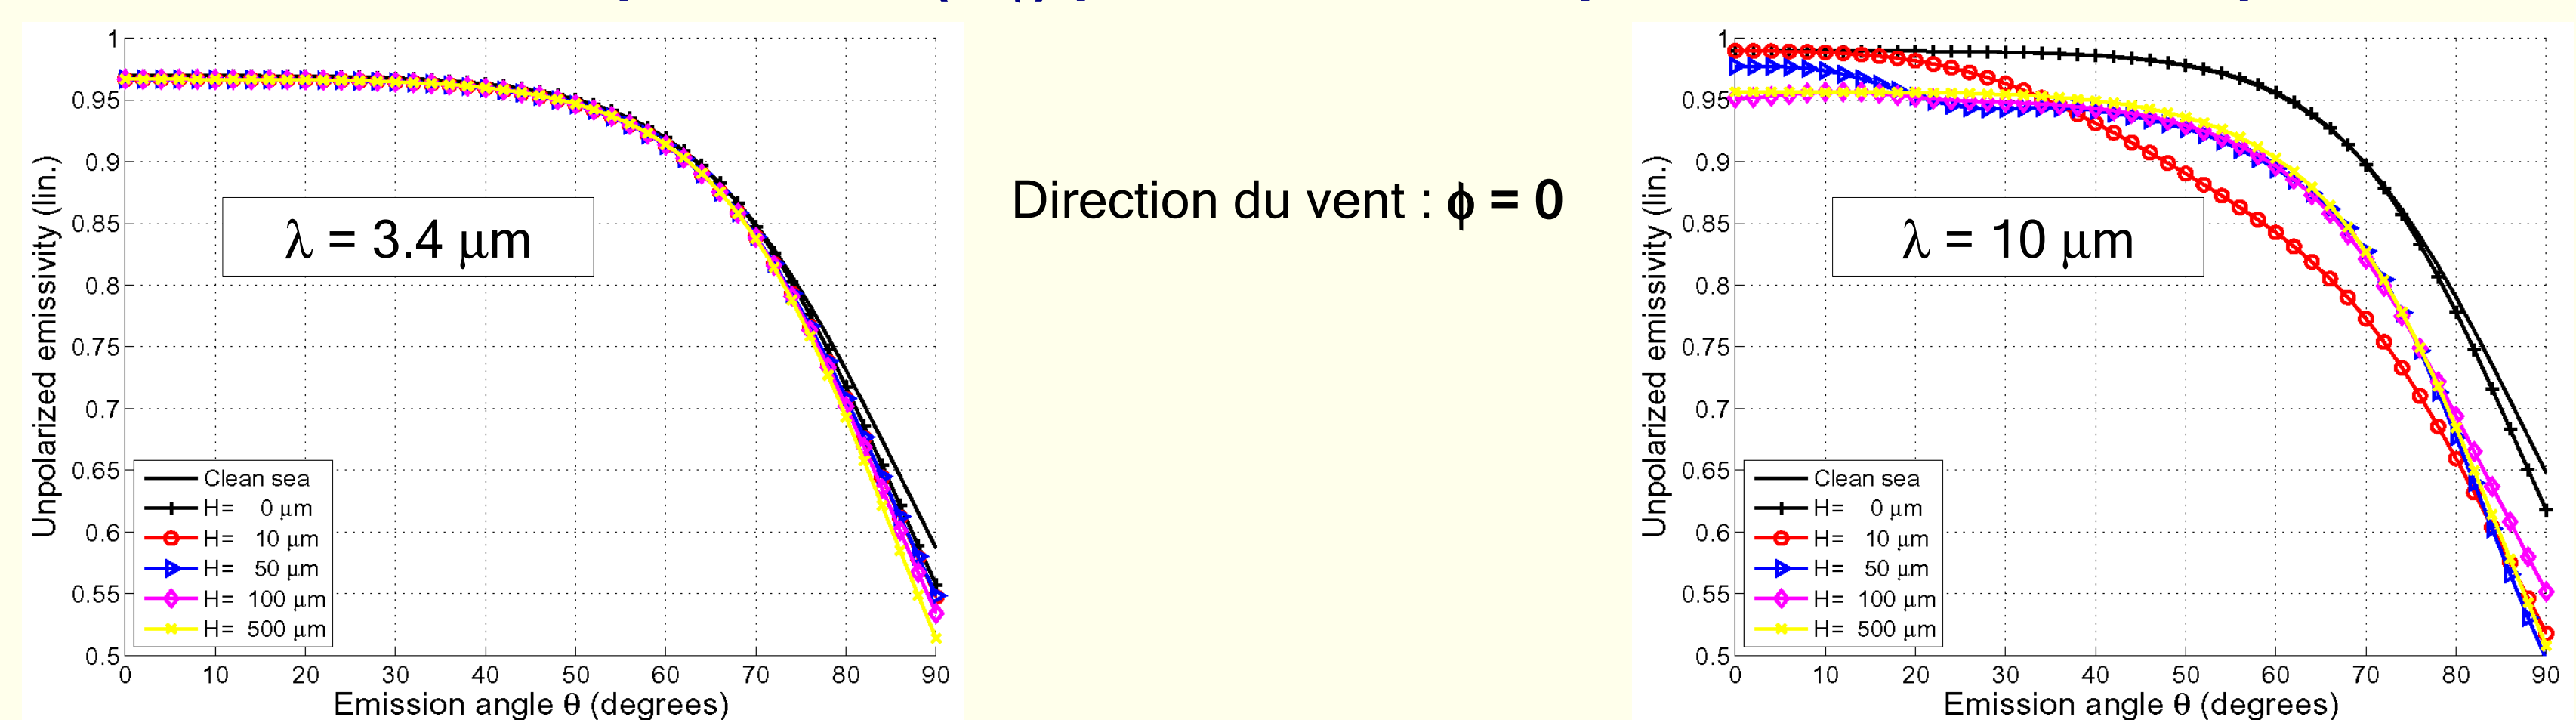 1
0.95
0.9
0.85
0.8
0.75
0.7
0.65
0.6
0.55
0.5
Unpolarized emissivity (lin.)
λ = 3.4 μm
Clean sea
H= 0 μm
H= 10 μm
H= 50 μm
H= 100 μm
H= 500 μm
0 10 20 30 40 50 60 70 80 90
Emission angle θ (degrees)
Direction du vent : ϕ = 0
1
0.95
0.9
0.85
0.8
0.75
0.7
0.65
0.6
0.55
0.5
Unpolarized emissivity (lin.)
λ = 10 μm
Clean sea
H= 0 μm
H= 10 μm
H= 50 μm
H= 100 μm
H= 500 μm
0 10 20 30 40 50 60 70 80 90
Emission angle θ (degrees)